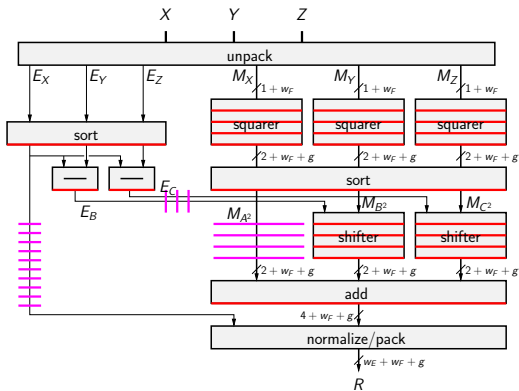 X Y Z
unpack
E_X E_Y E_Z M_X M_Y M_Z
1 + w_F 1 + w_F 1 + w_F
squarer squarer squarer
sort
2 + w_F + g 2 + w_F + g 2 + w_F + g
sort
E_C
E_B M_{A^2} M_{B^2} M_{C^2}
shifter shifter
2 + w_F + g 2 + w_F + g 2 + w_F + g
add
4 + w_F + g
normalize/pack
w_E + w_F + g
R